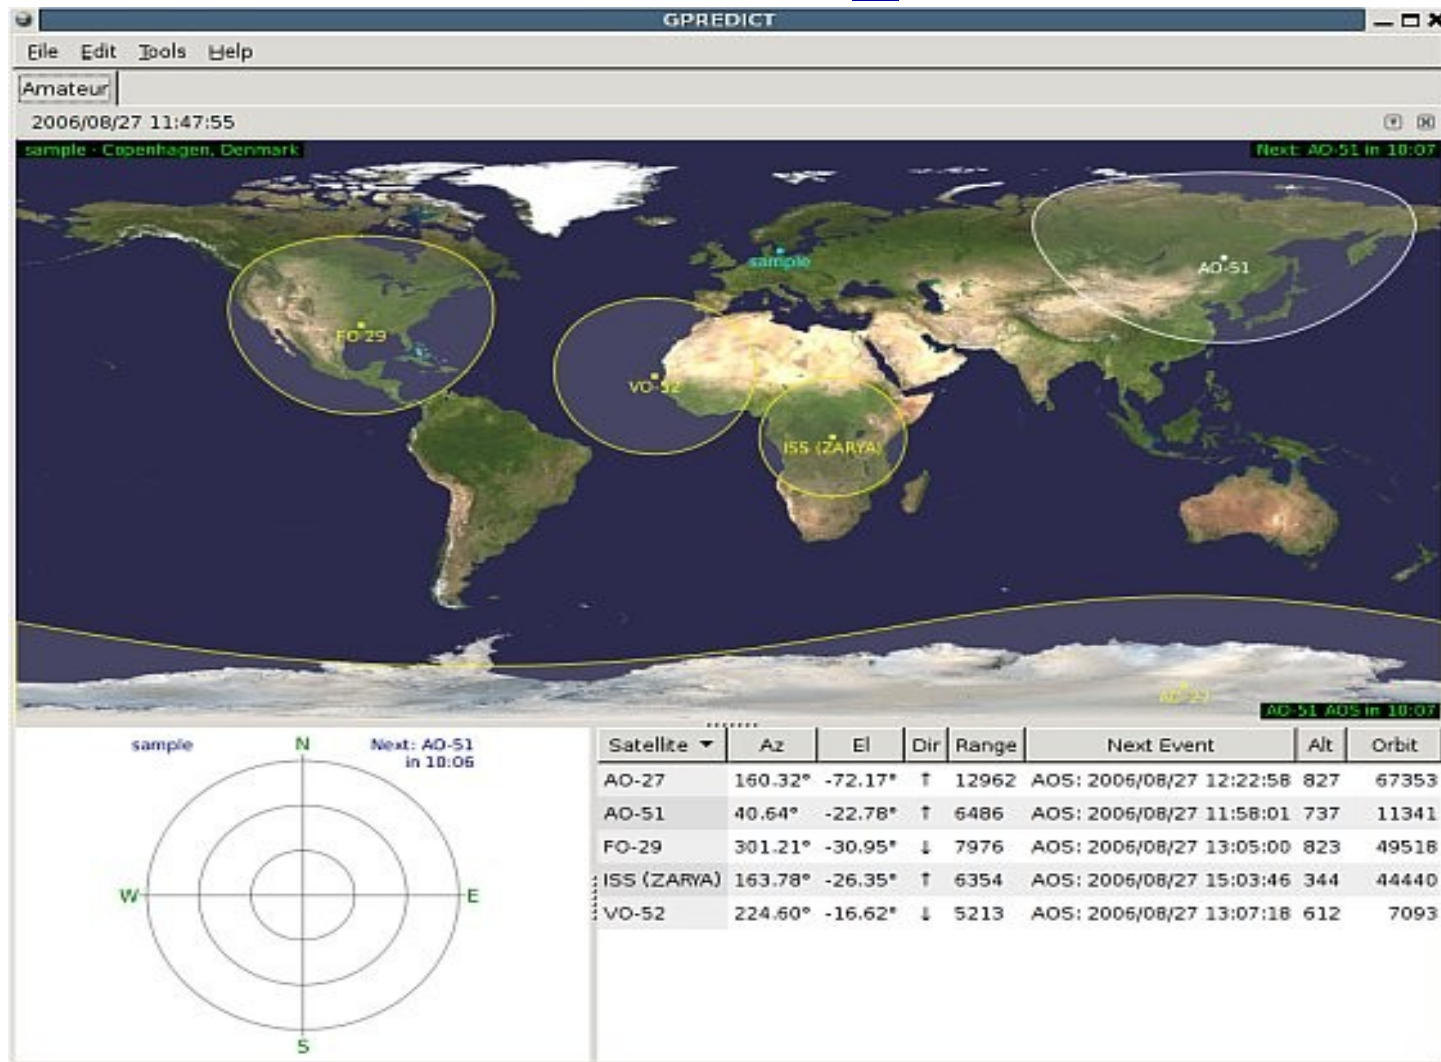 GPREDICT
File Edit Tools Help
Amateur
2006/08/27 11:47:55
sample - Copenhagen, Denmark
Next: AO-51 in 10:07
sample
AO-51
FO-29
VO-52
ISS (ZARYA)
AO-27
AO-51 AOS in 10:07
sample N Next: AO-51
in 10:06
W E
S
Satellite Az El Dir Range Next Event Alt Orbit
AO-27 160.32° -72.17° ↑ 12962 AOS: 2006/08/27 12:22:58 827 67353
AO-51 40.64° -22.78° ↑ 6486 AOS: 2006/08/27 11:58:01 737 11341
FO-29 301.21° -30.95° ↓ 7976 AOS: 2006/08/27 13:05:00 823 49518
ISS (ZARYA) 163.78° -26.35° ↑ 6354 AOS: 2006/08/27 15:03:46 344 44440
VO-52 224.60° -16.62° ↓ 5213 AOS: 2006/08/27 13:07:18 612 7093